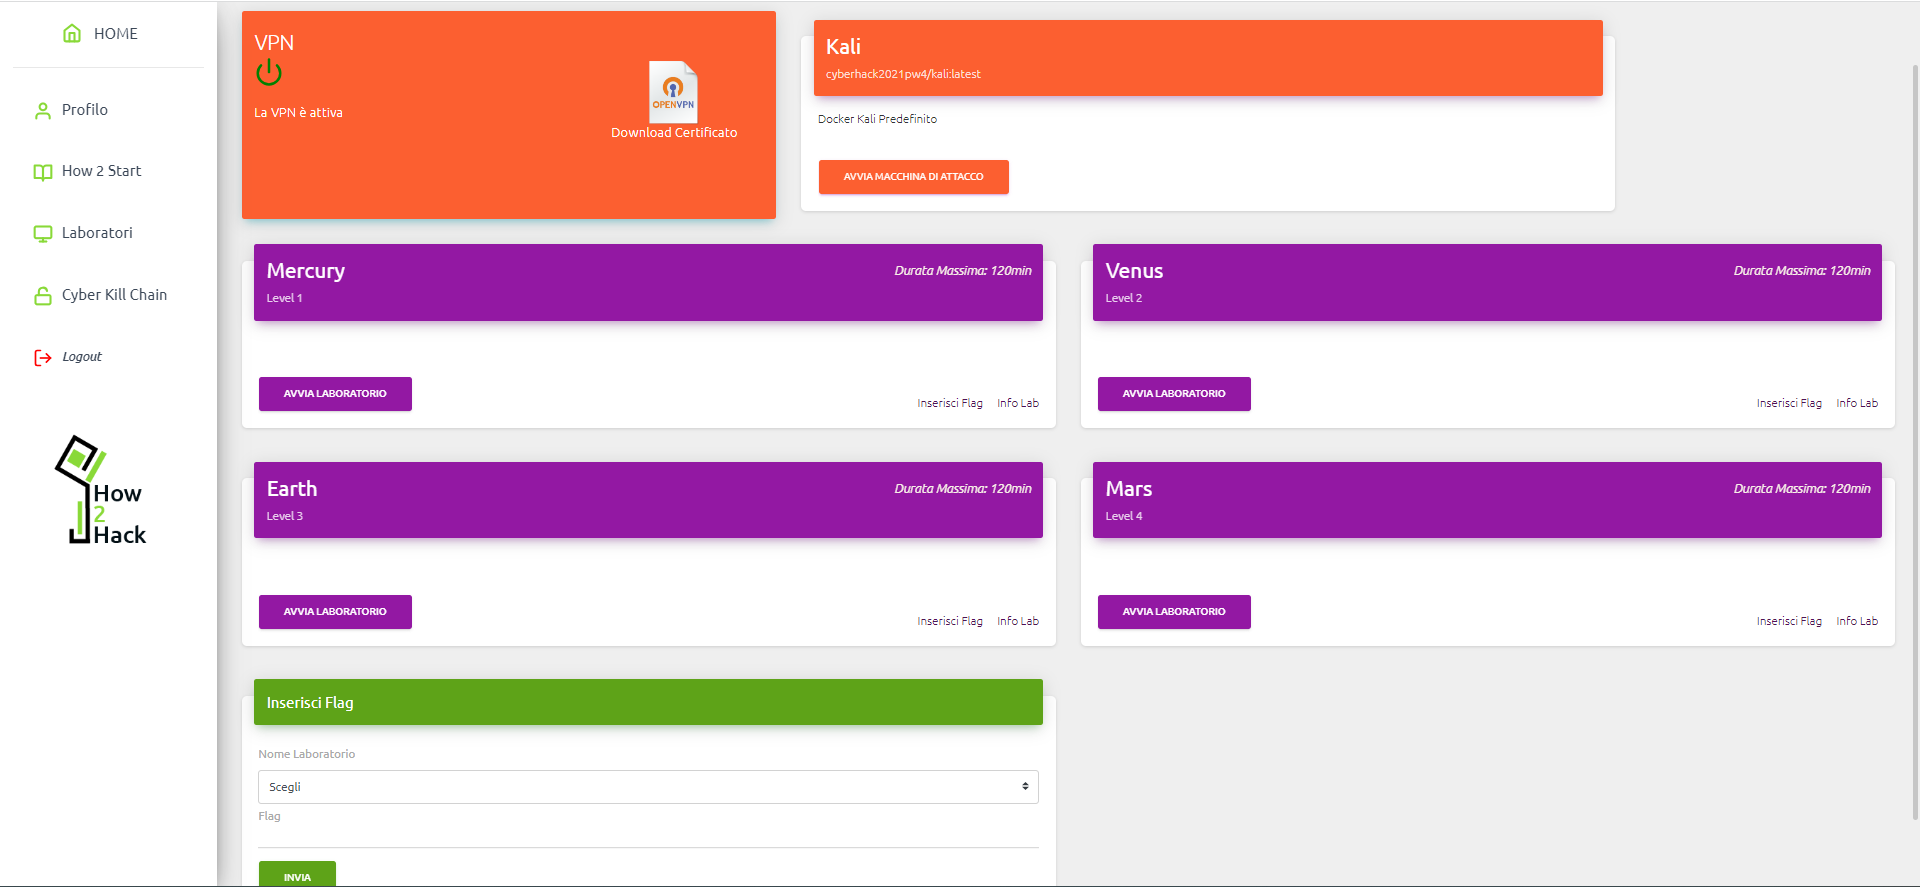 HOME
Profilo
How 2 Start
Laboratori
Cyber Kill Chain
Logout
How
2
Hack
VPN
La VPN è attiva
OPENVPN
Download Certificato
Kali
cyberhack2021pw4/kali:latest
Docker Kali Predefinito
AVVIA MACCHINA DI ATTACCO
Mercury
Durata Massima: 120min
Level 1
AVVIA LABORATORIO
Inserisci Flag Info Lab
Venus
Durata Massima: 120min
Level 2
AVVIA LABORATORIO
Inserisci Flag Info Lab
Earth
Durata Massima: 120min
Level 3
AVVIA LABORATORIO
Inserisci Flag Info Lab
Mars
Durata Massima: 120min
Level 4
AVVIA LABORATORIO
Inserisci Flag Info Lab
Inserisci Flag
Nome Laboratorio
Scegli
Flag
INVIA